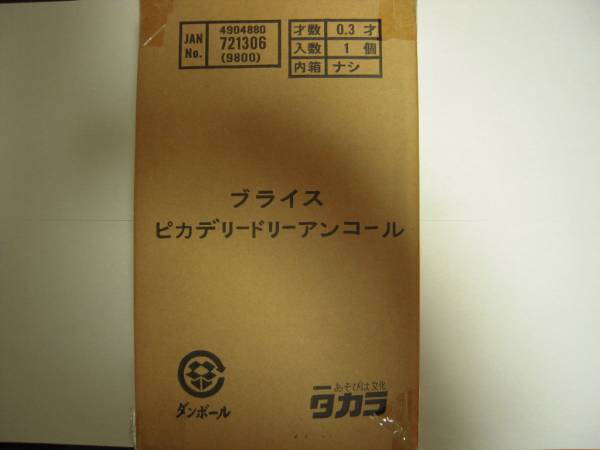 JAN No.
4904880
721306
(9800)
才数 0.3 才
入数 1 個
内箱 ナシ
ブライス
ピカデリードリーアンコール
ダンボール
あそびは文化
タカラ